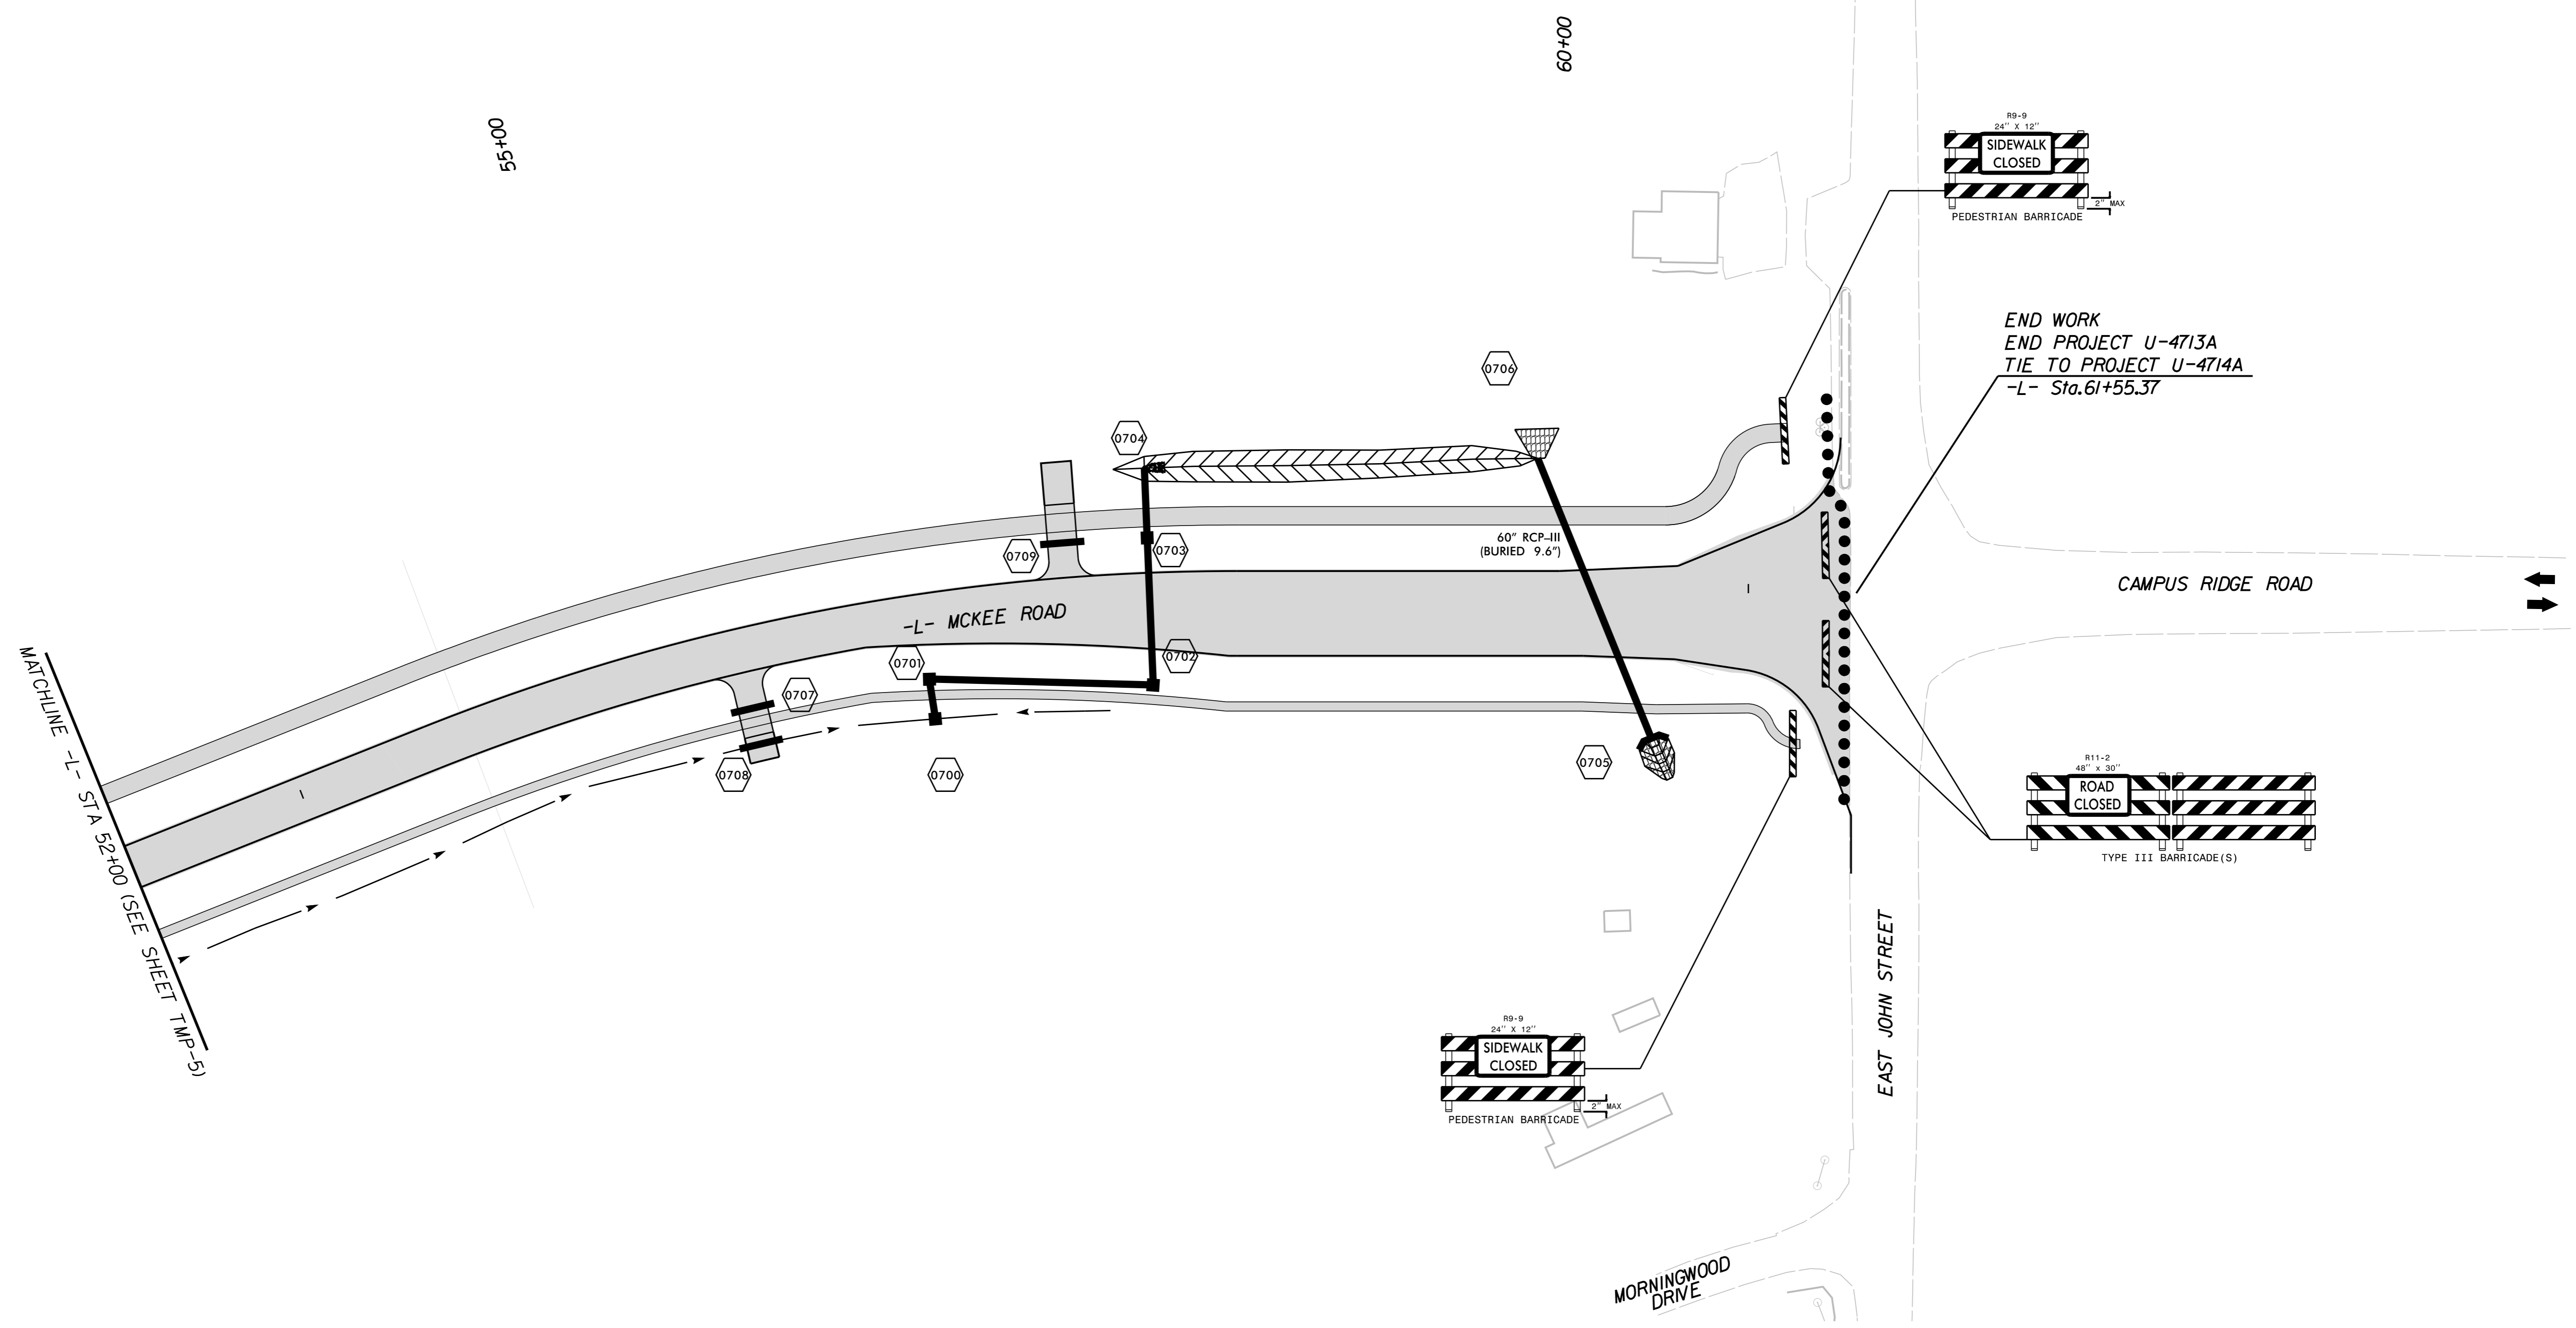 60+00
55+00
R9-9
24" X 12"
SIDEWALK
CLOSED
2" MAX
PEDESTRIAN BARRICADE
END WORK
END PROJECT U-4713A
TIE TO PROJECT U-4714A
-L- Sta.61+55.37
0706
0704
0709
0703
60" RCP-III
(BURIED 9.6")
CAMPUS RIDGE ROAD
-L- MCKEE ROAD
0701
0702
0707
0708
0700
0705
MATCHLINE -L- STA 52+00 (SEE SHEET TMP-5)
R11-2
48" x 30"
ROAD
CLOSED
TYPE III BARRICADE(S)
EAST JOHN STREET
R9-9
24" X 12"
SIDEWALK
CLOSED
2" MAX
PEDESTRIAN BARRICADE
MORNINGWOOD
DRIVE